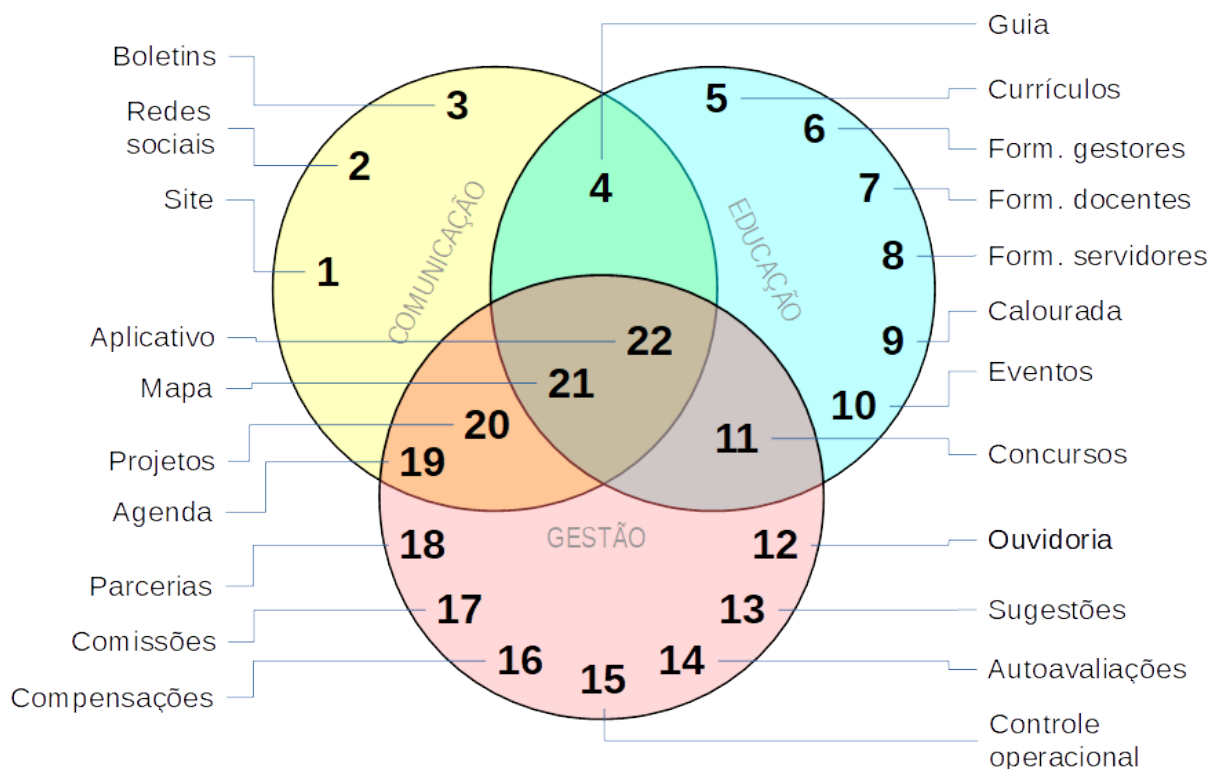 Guia
Boletins
Currículos
3
5
Redes
sociais
6
Form. gestores
2
4
7
Form. docentes
Site
COMUNICAÇÃO
EDUCAÇÃO
8
Form. servidores
1
Calourada
Aplicativo
22
9
Mapa
21
Eventos
10
20
11
Concursos
Projetos
19
Agenda
GESTÃO
18
12
Ouvidoria
Parcerias
17
13
Sugestões
Comissões
16
14
Autoavaliações
15
Compensações
Controle
operacional